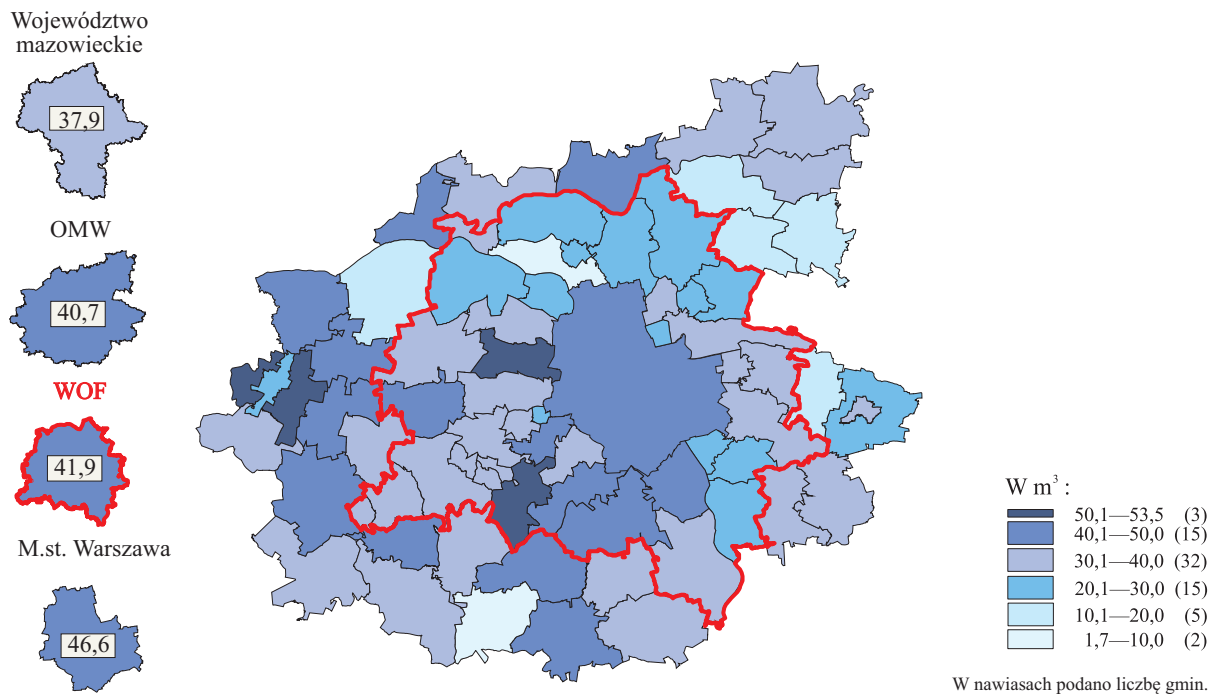 Województwo
mazowieckie
37,9
OMW
40,7
WOF
41,9
M.st. Warszawa
46,6
W m³ :
50,1—53,5 (3)
40,1—50,0 (15)
30,1—40,0 (32)
20,1—30,0 (15)
10,1—20,0 (5)
1,7—10,0 (2)
W nawiasach podano liczbę gmin.